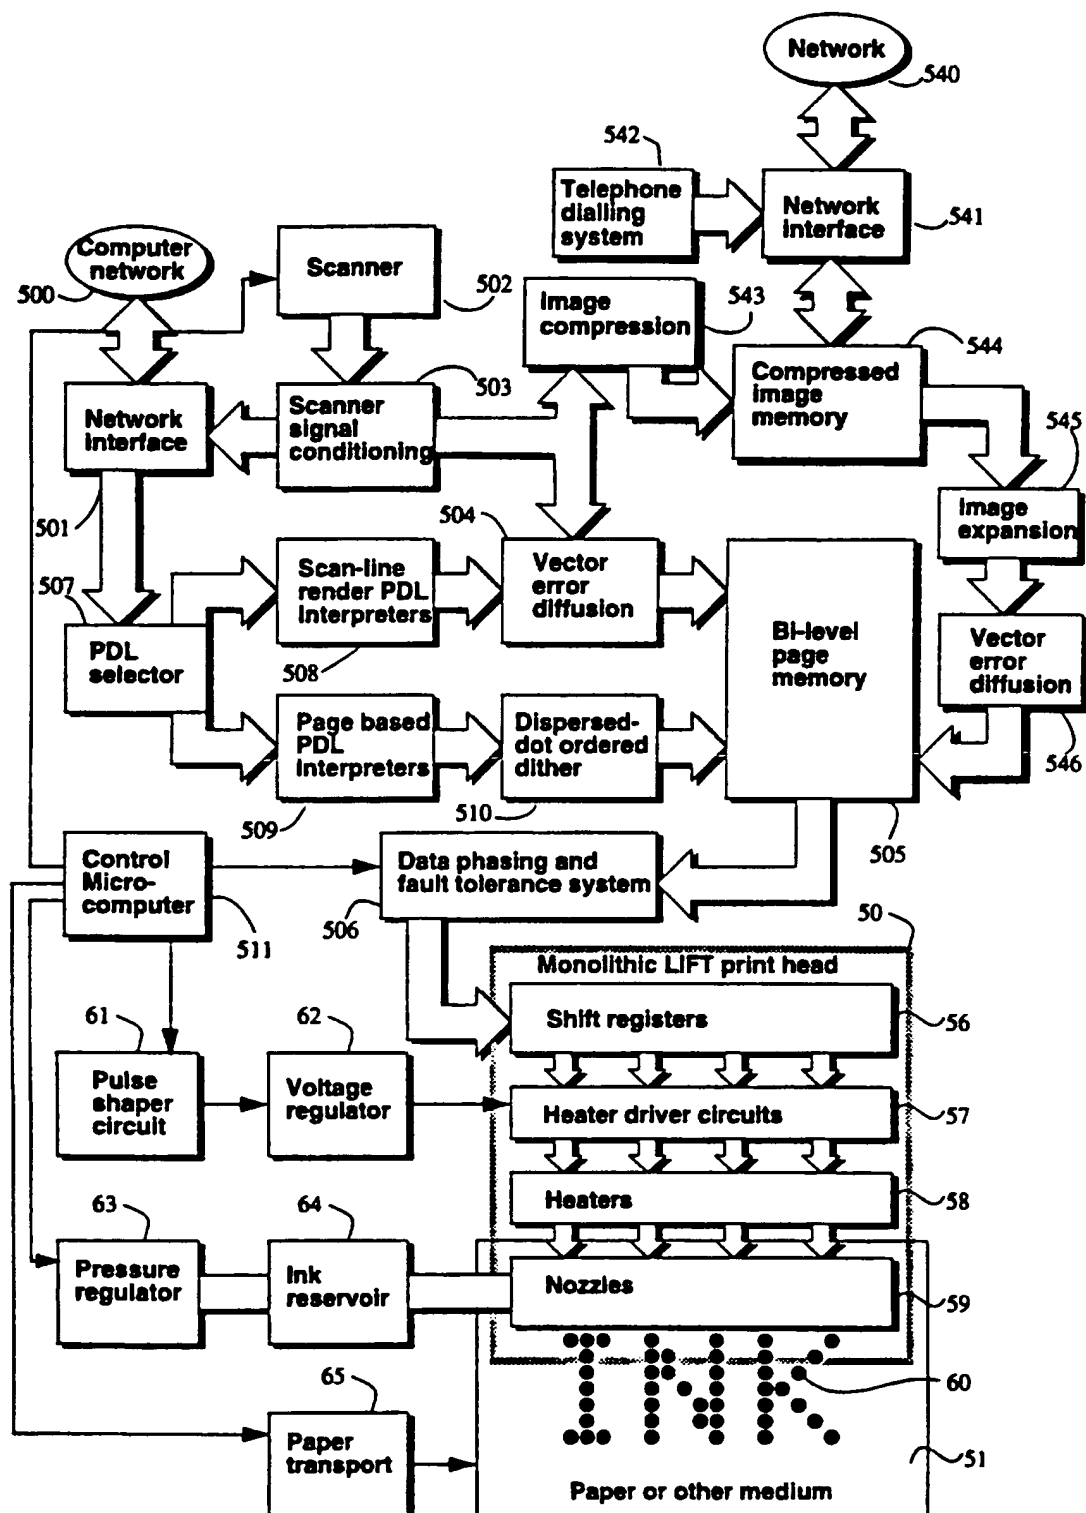 Network
540
542
Telephone
dialling
system
Network
interface
541
Computer
network
500
Scanner
502
Image
compression
543
544
Compressed
image
memory
503
Network
interface
Scanner
signal
conditioning
545
Image
expansion
501
504
507
Scan-line
render PDL
Interpreters
508
Vector
error
diffusion
Bi-level
page
memory
PDL
selector
Vector
error
diffusion
546
Page based
PDL
Interpreters
509
Dispersed-
dot ordered
dither
510
505
Control
Micro-
computer
511
Data phasing and
fault tolerance system
506
50
Monolithic LIFT print head
Shift registers
56
61
Pulse
shaper
circuit
62
Voltage
regulator
Heater driver circuits
57
Heaters
58
63
Pressure
regulator
64
Ink
reservoir
Nozzles
59
INK
60
65
Paper
transport
51
Paper or other medium